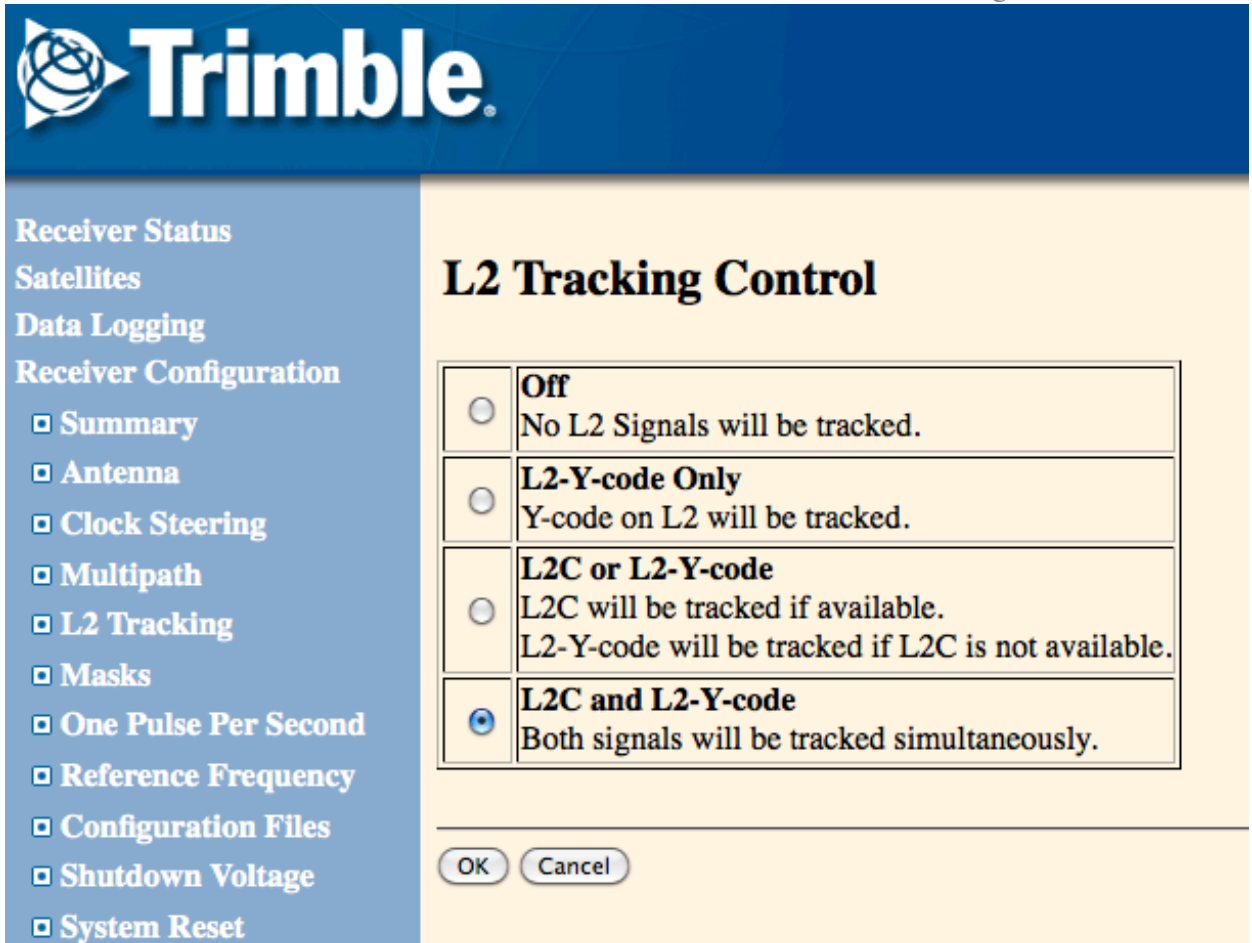 Trimble.
Receiver Status
Satellites
Data Logging
Receiver Configuration
Summary
Antenna
Clock Steering
Multipath
L2 Tracking
Masks
One Pulse Per Second
Reference Frequency
Configuration Files
Shutdown Voltage
System Reset
L2 Tracking Control
Off
No L2 Signals will be tracked.
L2-Y-code Only
Y-code on L2 will be tracked.
L2C or L2-Y-code
L2C will be tracked if available.
L2-Y-code will be tracked if L2C is not available.
L2C and L2-Y-code
Both signals will be tracked simultaneously.
OK Cancel